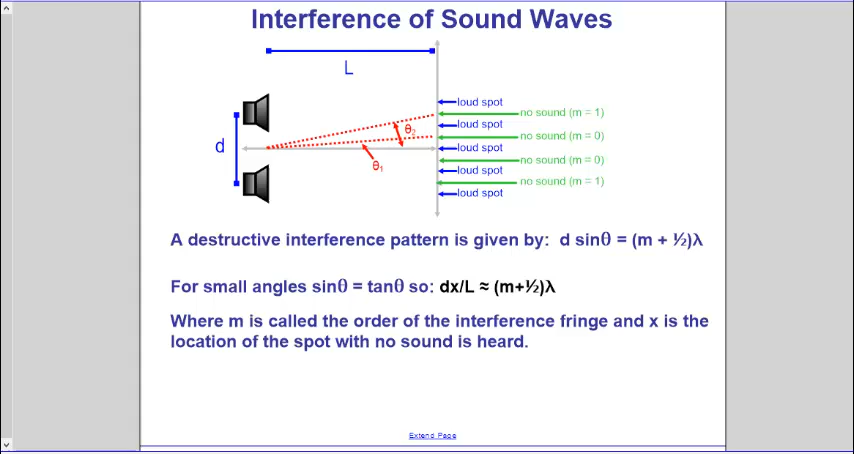 Interference of Sound Waves
L
loud spot
no sound (m = 1)
loud spot
θ2
no sound (m = 0)
d
loud spot
no sound (m = 0)
θ1
loud spot
no sound (m = 1)
loud spot
A destructive interference pattern is given by: d sinθ = (m + ½)λ
For small angles sinθ = tanθ so: dx/L ≈ (m+½)λ
Where m is called the order of the interference fringe and x is the
location of the spot with no sound is heard.
Extend Page